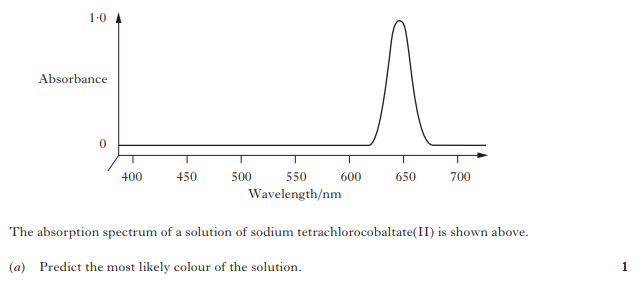 1·0
Absorbance
0
400 450 500 550 600 650 700
Wavelength/nm
The absorption spectrum of a solution of sodium tetrachlorocobaltate(II) is shown above.
(a) Predict the most likely colour of the solution. 1